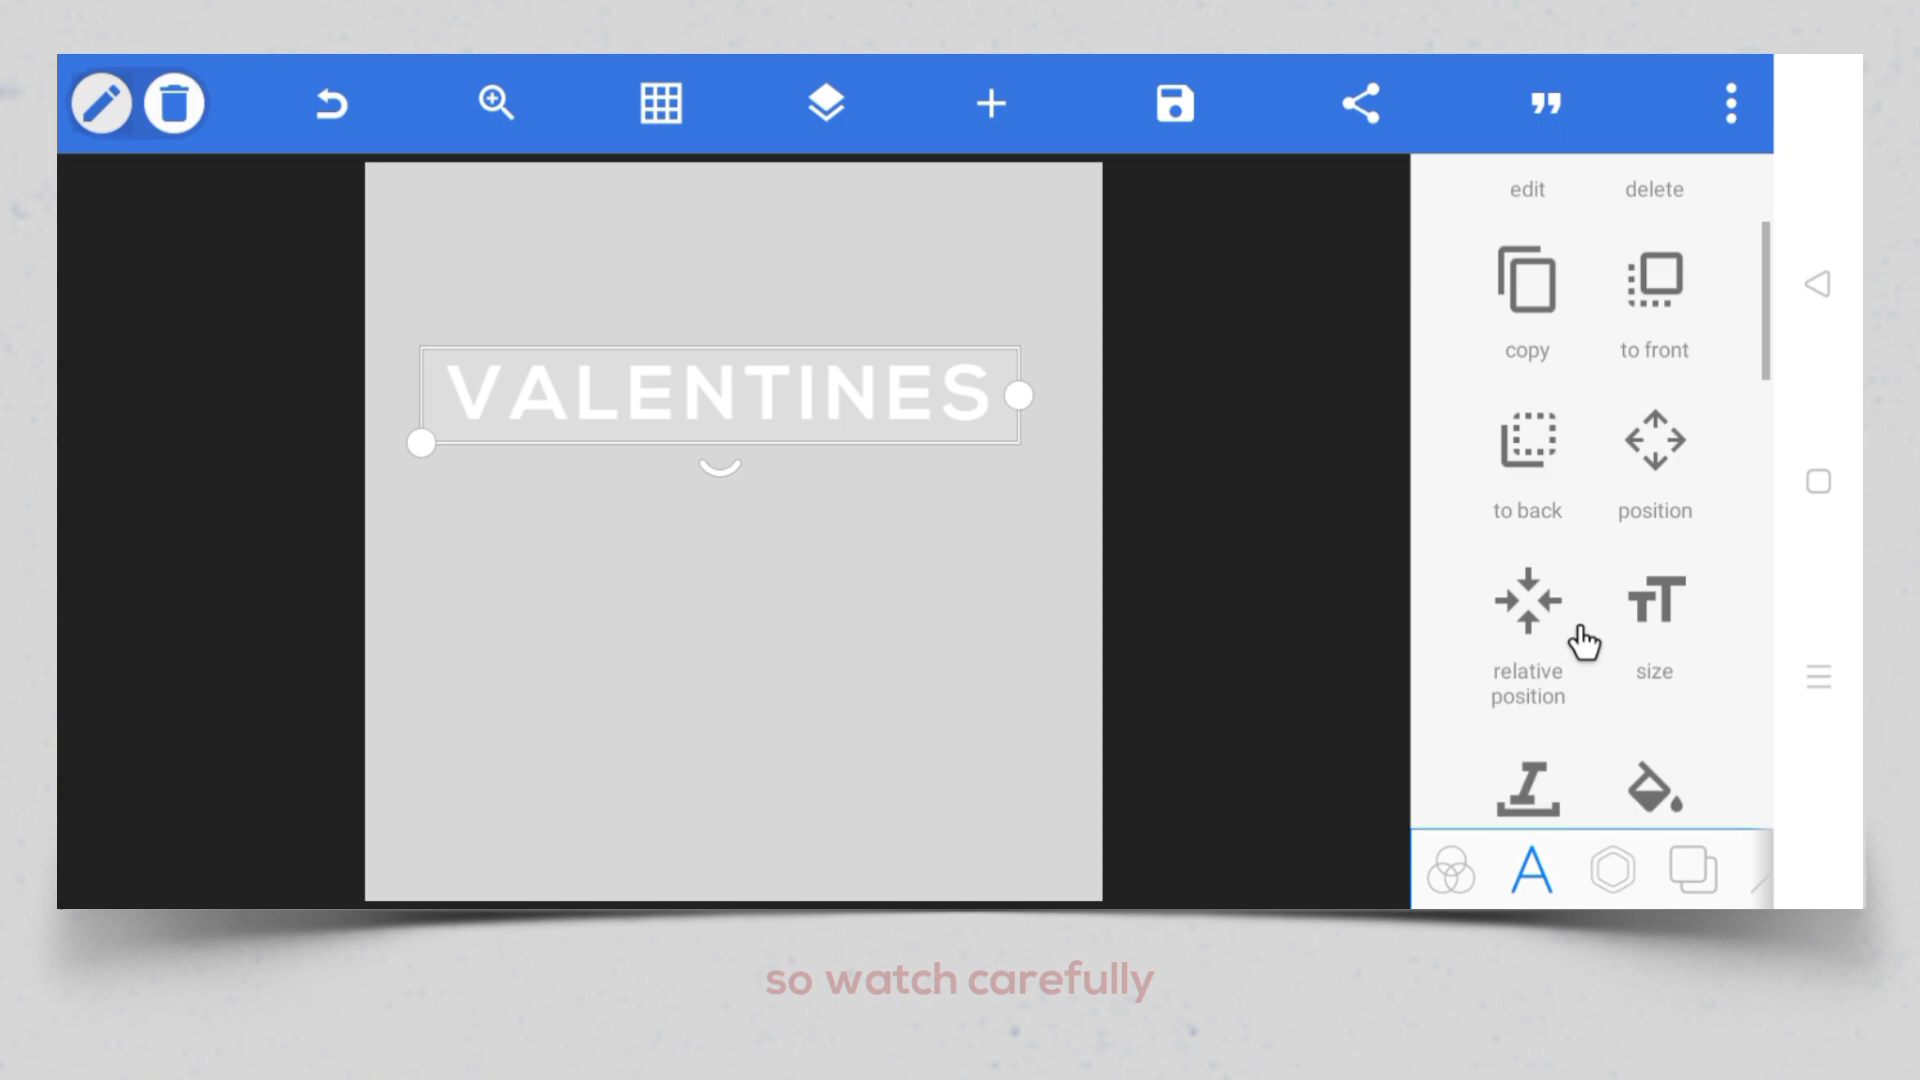 edit
delete
VALENTINES
copy
to front
to back
position
relative
position
size
so watch carefully